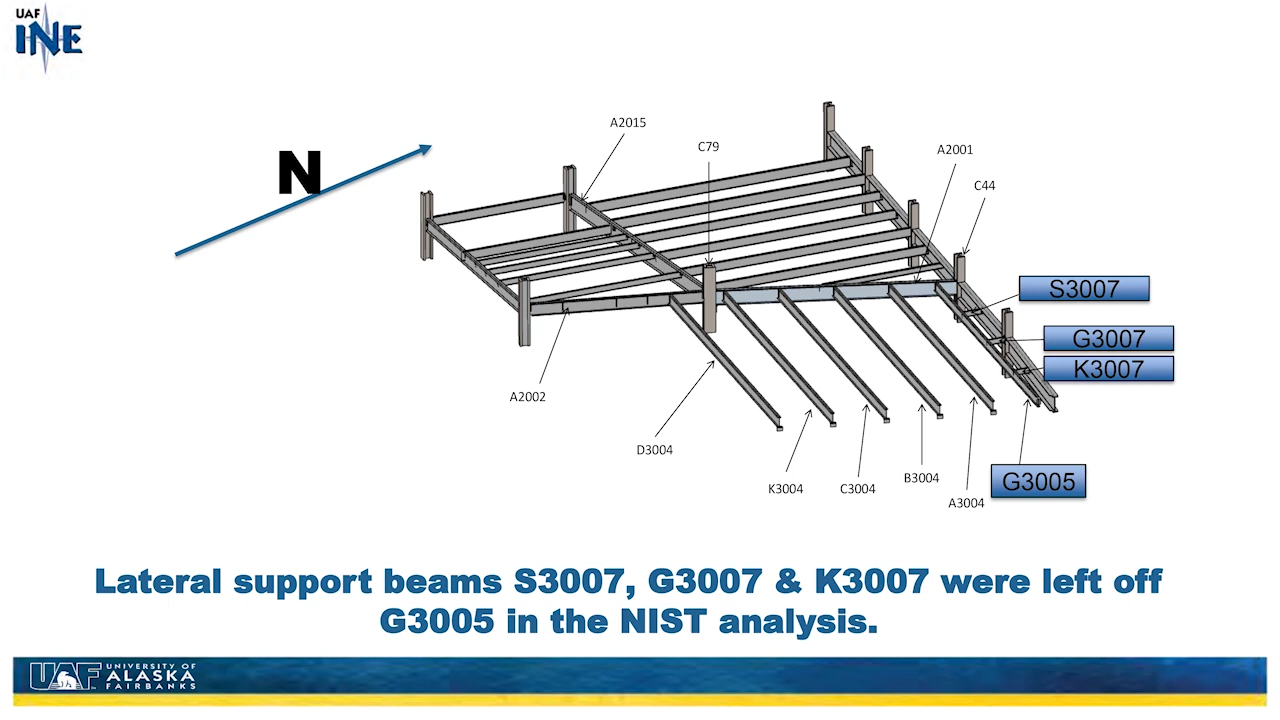 UAF
INE
N
A2015
C79
A2001
C44
S3007
G3007
K3007
A2002
D3004
K3004
C3004
B3004
A3004
G3005
Lateral support beams S3007, G3007 & K3007 were left off
G3005 in the NIST analysis.
UAF
UNIVERSITY OF
ALASKA
FAIRBANKS